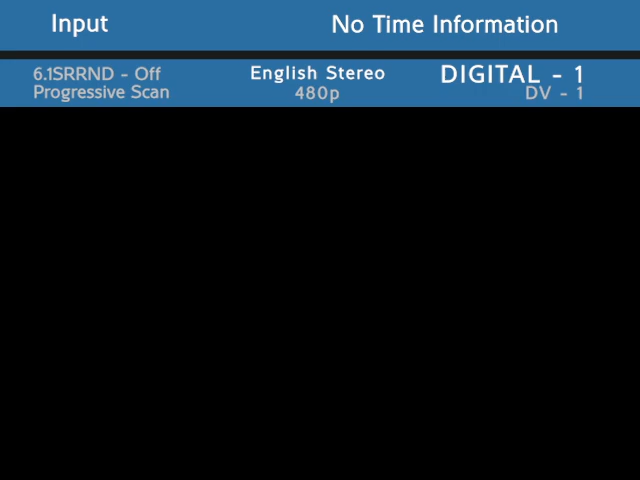 Input
No Time Information
6.1SRRND - Off
English Stereo
DIGITAL - 1
Progressive Scan
480p
DV - 1